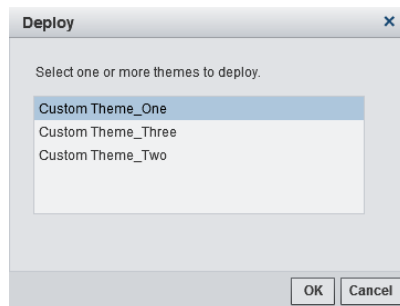 Deploy
Select one or more themes to deploy.
Custom Theme_One
Custom Theme_Three
Custom Theme_Two
OK Cancel